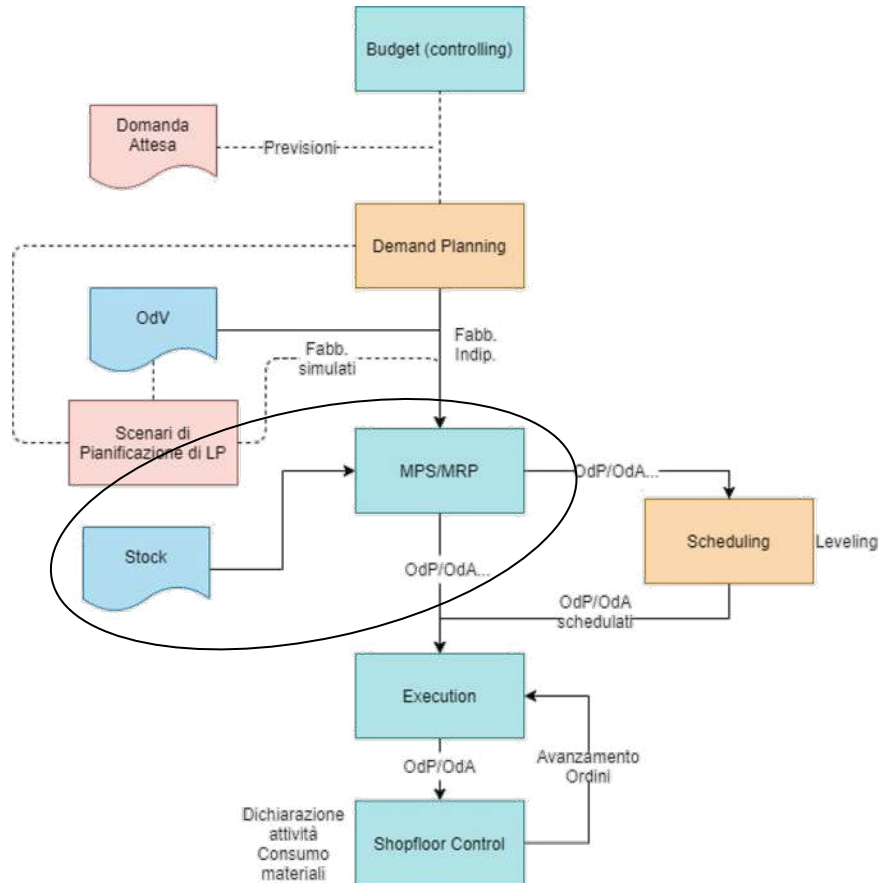 Budget (controlling)
Domanda
Attesa
Previsioni
Demand Planning
OdV
Fabb.
simulati
Fabb.
Indip.
Scenari di
Pianificazione di LP
MPS/MRP
OdP/OdA...
Scheduling
Leveling
Stock
OdP/OdA...
OdP/OdA
schedulati
Execution
OdP/OdA
Avanzamento
Ordini
Dichiarazione
attività
Consumo
materiali
Shopfloor Control